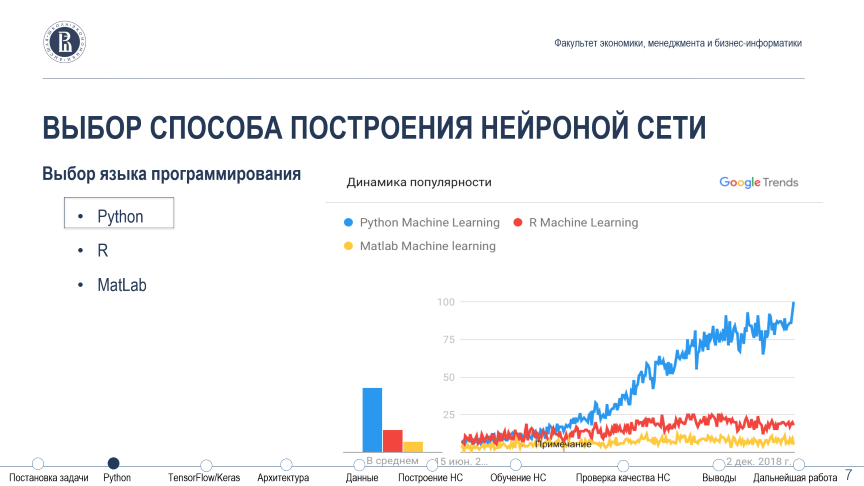 Факультет экономики, менеджмента и бизнес-информатики
ВЫБОР СПОСОБА ПОСТРОЕНИЯ НЕЙРОНОЙ СЕТИ
Выбор языка программирования
• Python
• R
• MatLab
Динамика популярности
Google Trends
Python Machine Learning
R Machine Learning
Matlab Machine learning
100
75
50
25
Примечание
В среднем
15 июн. 2...
2 дек. 2018 г.
Постановка задачи
Python
TensorFlow/Keras
Архитектура
Данные
Построение НС
Обучение НС
Проверка качества НС
Выводы
Дальнейшая работа
7